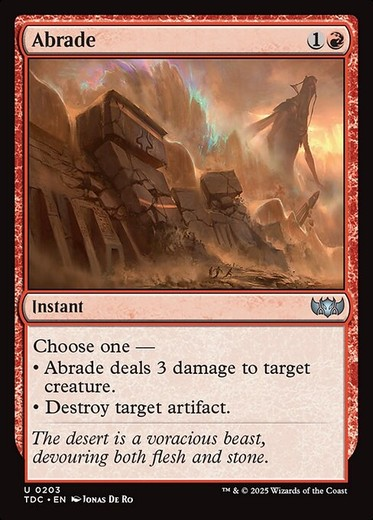 Abrade 1
Instant
Choose one —
• Abrade deals 3 damage to target
creature.
• Destroy target artifact.
The desert is a voracious beast,
devouring both flesh and stone.
U 0203
TDC • EN Jonas De Ro
™ & © 2025 Wizards of the Coast